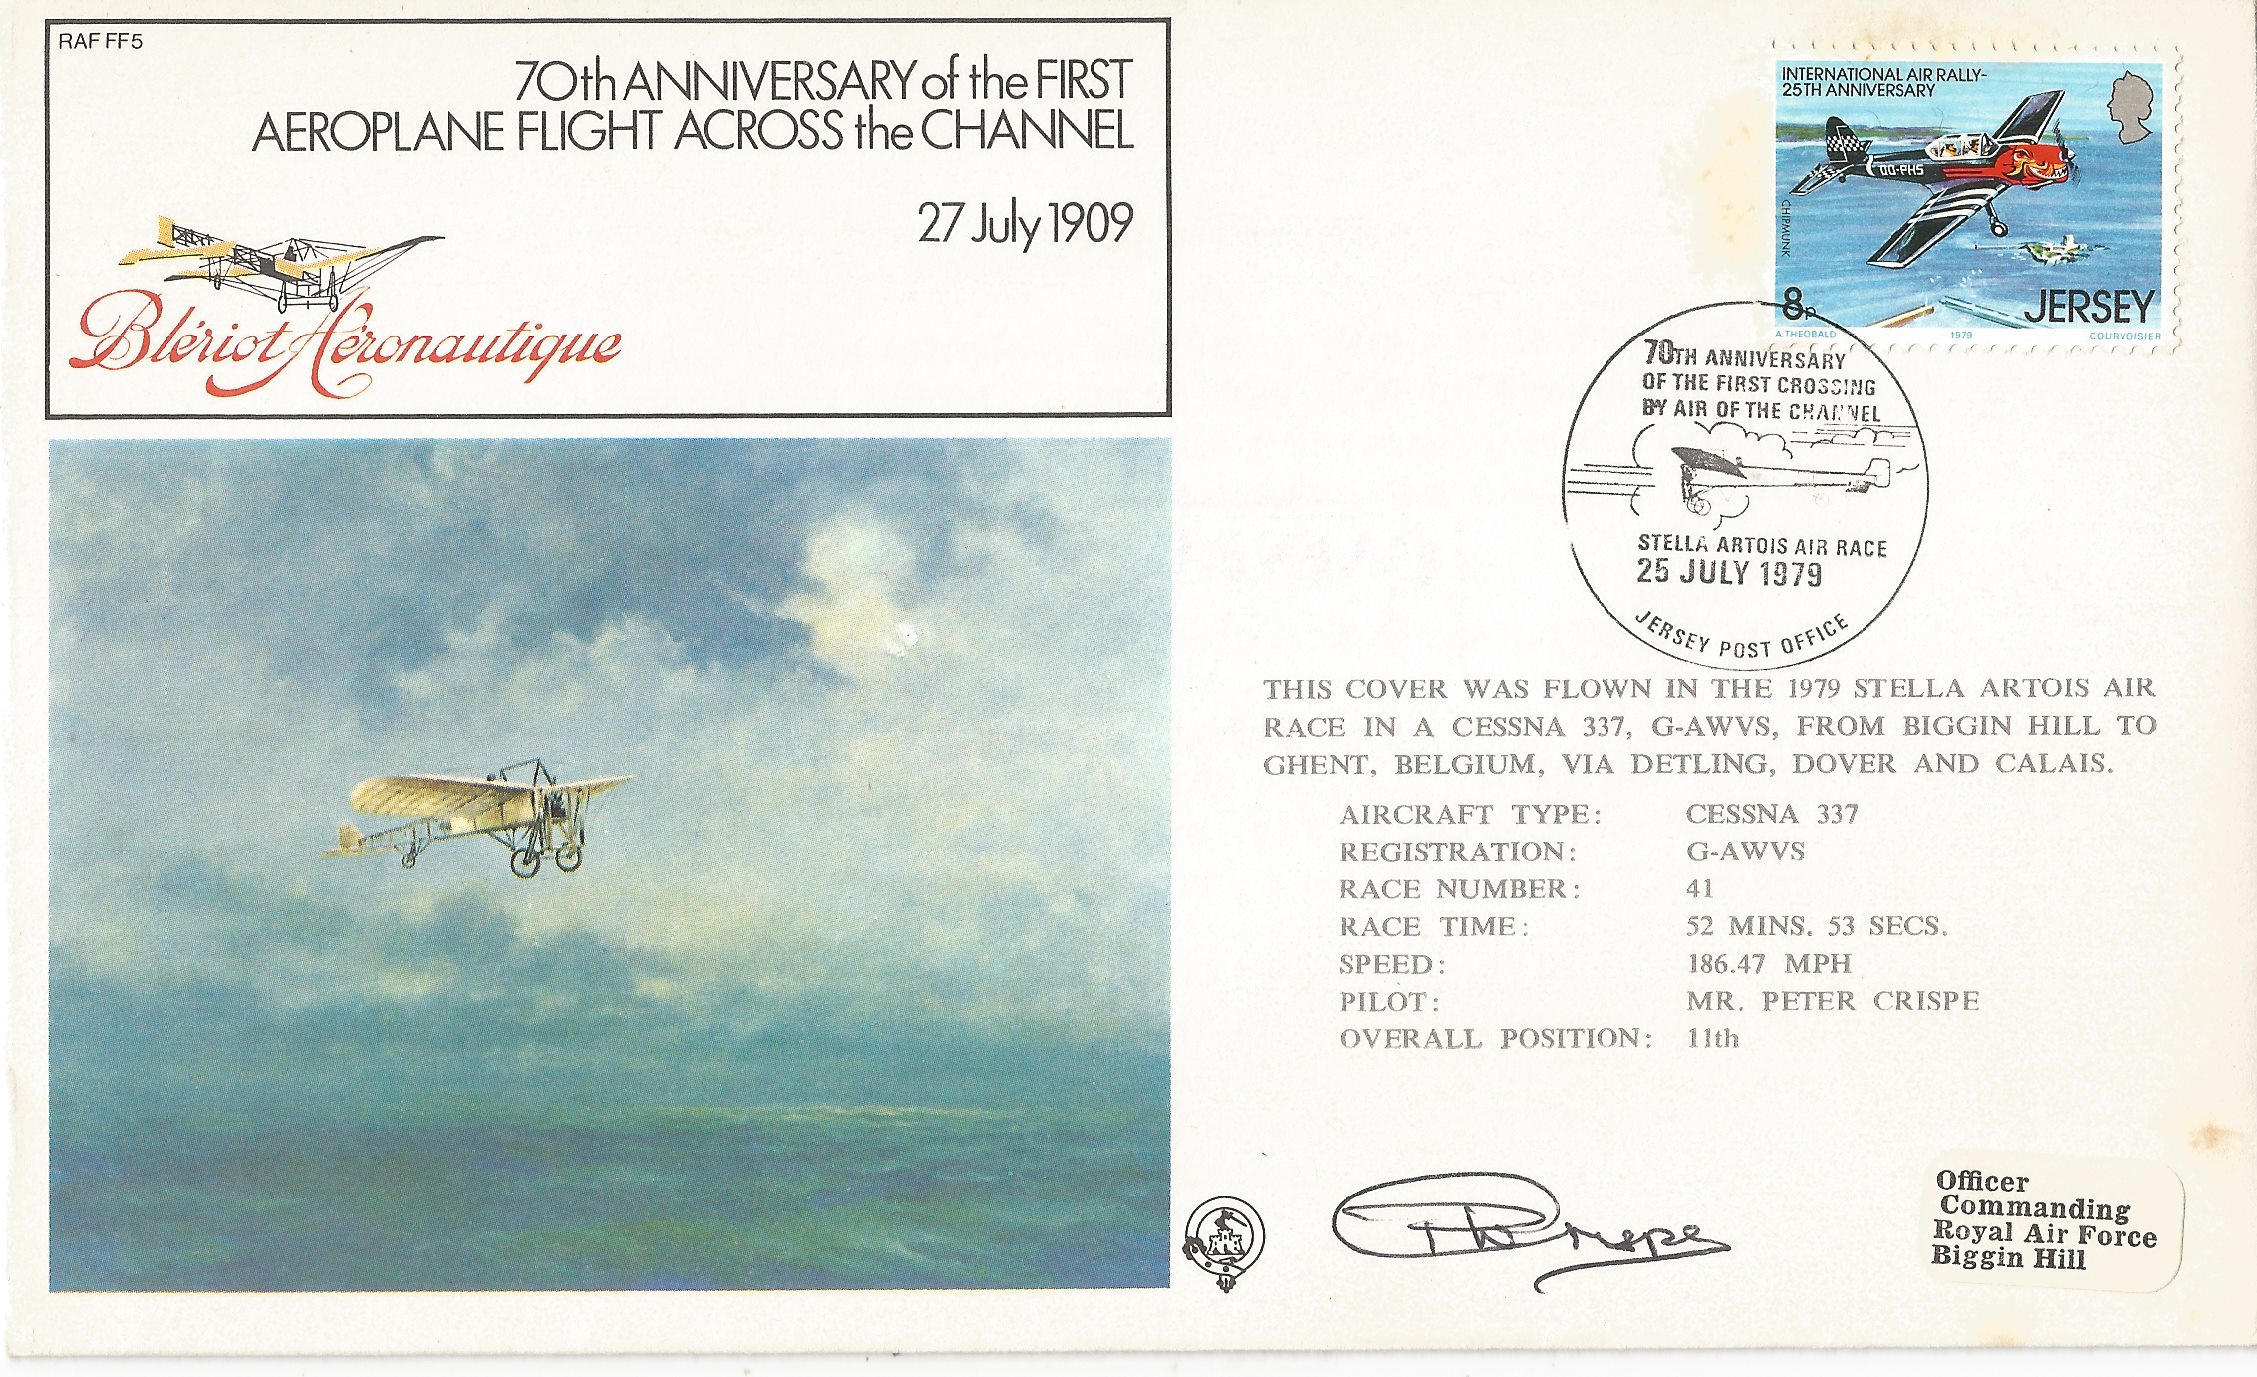 RAF FF5
70th ANNIVERSARY of the FIRST
AEROPLANE FLIGHT ACROSS the CHANNEL
27 July 1909
Blériot Aéronautique
INTERNATIONAL AIR RALLY-
25TH ANNIVERSARY
OO-PHS
CHIPMUNK
8p
JERSEY
A.THEOBALD 1979 COURVOISIER
70TH ANNIVERSARY
OF THE FIRST CROSSING
BY AIR OF THE CHANNEL
STELLA ARTOIS AIR RACE
25 JULY 1979
JERSEY POST OFFICE
THIS COVER WAS FLOWN IN THE 1979 STELLA ARTOIS AIR
RACE IN A CESSNA 337, G-AWVS, FROM BIGGIN HILL TO
GHENT, BELGIUM, VIA DETLING, DOVER AND CALAIS.
AIRCRAFT TYPE: CESSNA 337
REGISTRATION: G-AWVS
RACE NUMBER: 41
RACE TIME: 52 MINS. 53 SECS.
SPEED: 186.47 MPH
PILOT: MR. PETER CRISPE
OVERALL POSITION: 11th
Officer
Commanding
Royal Air Force
Biggin Hill